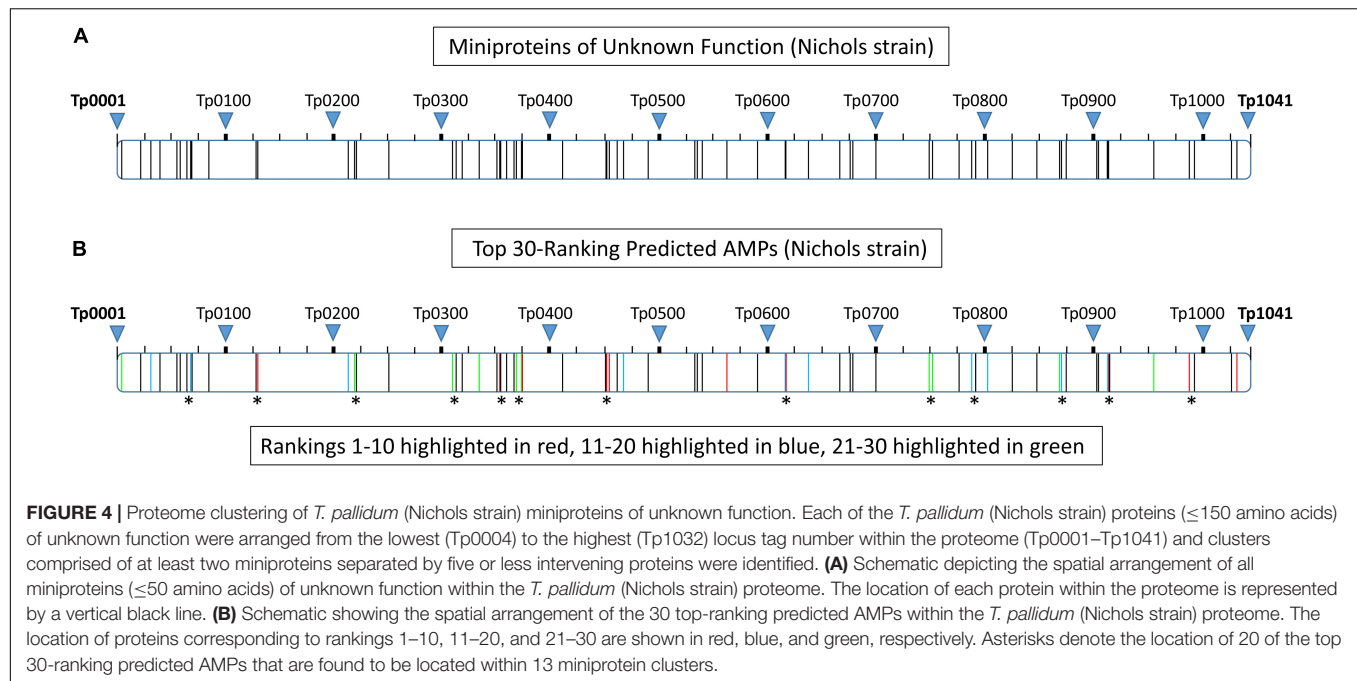 A
Miniproteins of Unknown Function (Nichols strain)
Tp0001 Tp0100 Tp0200 Tp0300 Tp0400 Tp0500 Tp0600 Tp0700 Tp0800 Tp0900 Tp1000 Tp1041
B
Top 30-Ranking Predicted AMPs (Nichols strain)
Tp0001 Tp0100 Tp0200 Tp0300 Tp0400 Tp0500 Tp0600 Tp0700 Tp0800 Tp0900 Tp1000 Tp1041
* * * * * * * * * * * * *
Rankings 1-10 highlighted in red, 11-20 highlighted in blue, 21-30 highlighted in green
FIGURE 4 | Proteome clustering of T. pallidum (Nichols strain) miniproteins of unknown function. Each of the T. pallidum (Nichols strain) proteins (≤150 amino acids)
of unknown function were arranged from the lowest (Tp0004) to the highest (Tp1032) locus tag number within the proteome (Tp0001–Tp1041) and clusters
comprised of at least two miniproteins separated by five or less intervening proteins were identified. (A) Schematic depicting the spatial arrangement of all
miniproteins (≤50 amino acids) of unknown function within the T. pallidum (Nichols strain) proteome. The location of each protein within the proteome is represented
by a vertical black line. (B) Schematic showing the spatial arrangement of the 30 top-ranking predicted AMPs within the T. pallidum (Nichols strain) proteome. The
location of proteins corresponding to rankings 1–10, 11–20, and 21–30 are shown in red, blue, and green, respectively. Asterisks denote the location of 20 of the top
30-ranking predicted AMPs that are found to be located within 13 miniprotein clusters.